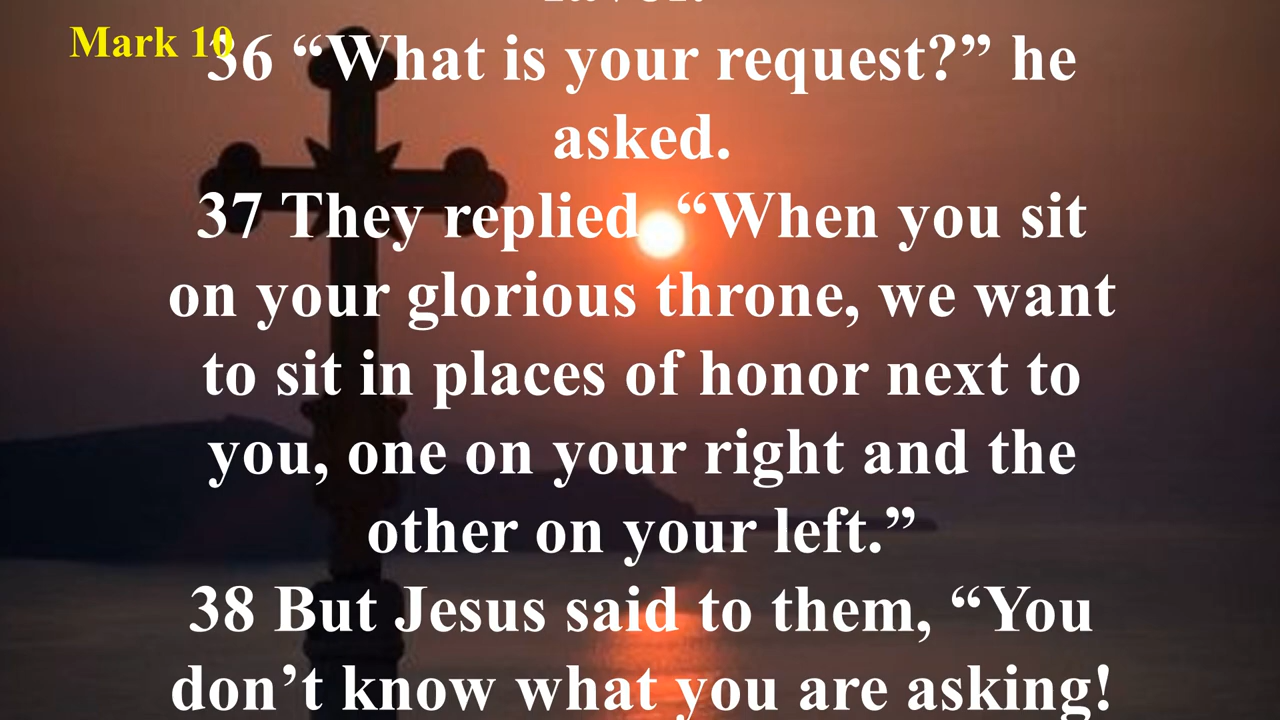 Mark 10
36 “What is your request?” he
asked.
37 They replied, “When you sit
on your glorious throne, we want
to sit in places of honor next to
you, one on your right and the
other on your left.”
38 But Jesus said to them, “You
don’t know what you are asking!